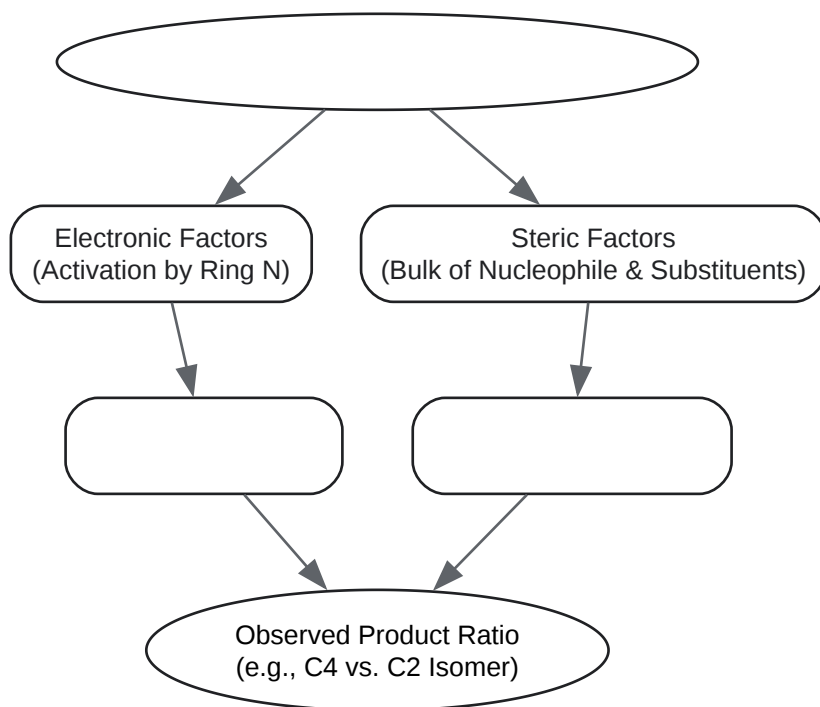 Electronic Factors
(Activation by Ring N)
Steric Factors
(Bulk of Nucleophile & Substituents)
Observed Product Ratio
(e.g., C4 vs. C2 Isomer)